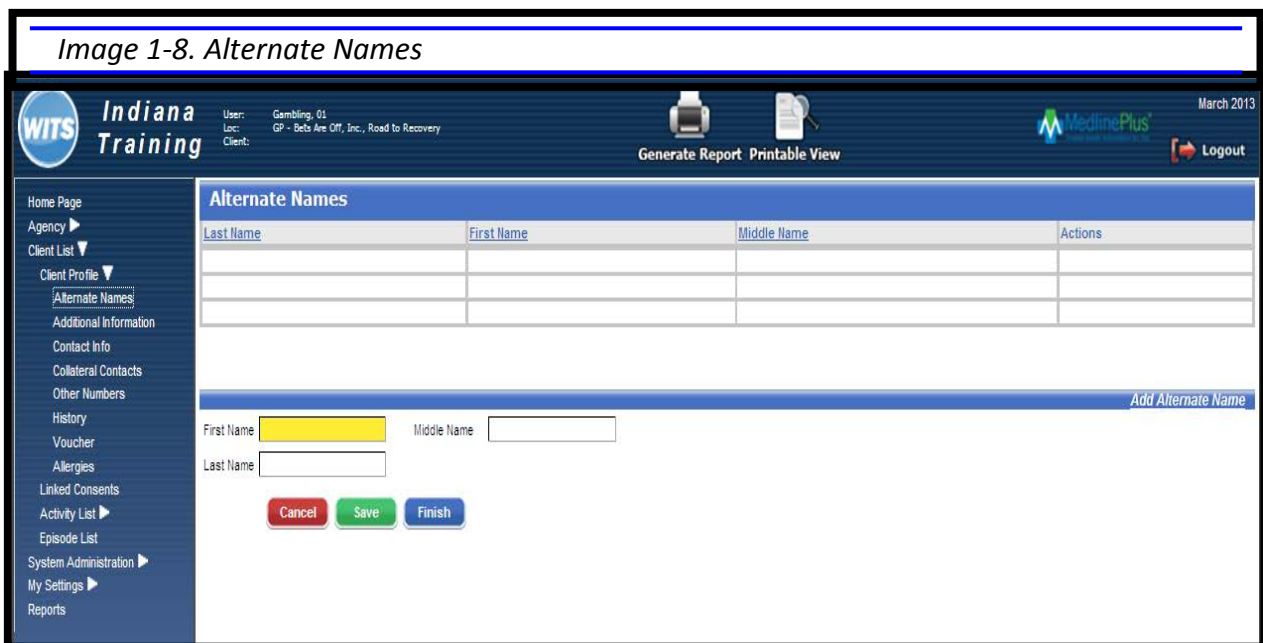 Image 1-8. Alternate Names
WITS
Indiana
Training
User: Gambling, 01
Loc: GP - Bets Are Off, Inc., Road to Recovery
Client:
Generate Report Printable View
MedlinePlus
March 2013
Logout
Home Page
Agency
Client List
Client Profile
Alternate Names
Additional Information
Contact Info
Collateral Contacts
Other Numbers
History
Voucher
Allergies
Linked Consents
Activity List
Episode List
System Administration
My Settings
Reports
Alternate Names
Last Name First Name Middle Name Actions
Add Alternate Name
First Name Middle Name
Last Name
Cancel Save Finish